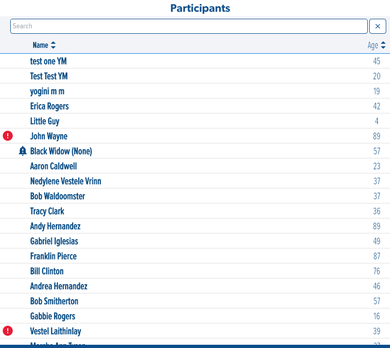 Participants
Search
Name Age
test one YM 45
Test Test YM 20
yogini m m 19
Erica Rogers 42
Little Guy 4
John Wayne 89
Black Widow (None) 57
Aaron Caldwell 23
Nedylene Vestele Vrinn 37
Bob Waldoomster 37
Tracy Clark 36
Andy Hernandez 89
Gabriel Iglesias 49
Franklin Pierce 87
Bill Clinton 76
Andrea Hernandez 46
Bob Smitherton 57
Gabbie Rogers 16
Vestel Laithinlay 39